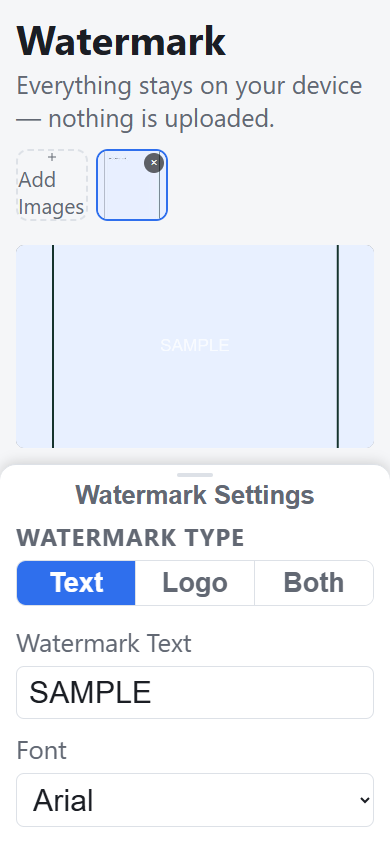 Watermark
Everything stays on your device
— nothing is uploaded.
+
Add
Images
×
SAMPLE
Watermark Settings
WATERMARK TYPE
Text
Logo
Both
Watermark Text
SAMPLE
Font
Arial